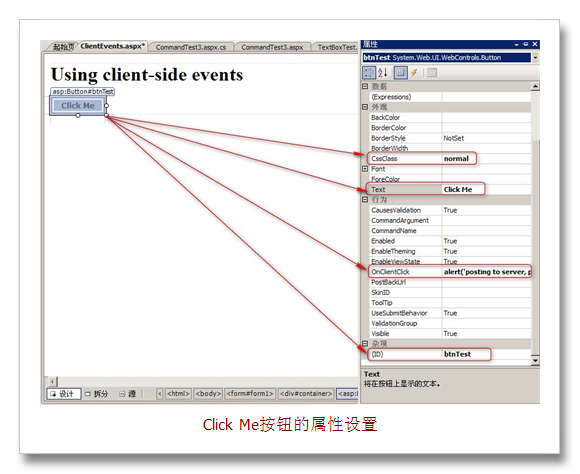 起始页 ClientEvents.aspx* CommandTest3.aspx.cs CommandTest3.aspx TextBoxTest.
Using client-side events
asp:Button#btnTest
Click Me
属性
btnTest System.Web.UI.WebControls.Button
数据
(Expressions)
外观
BackColor
BorderColor
BorderStyle NotSet
BorderWidth
CssClass normal
Font
ForeColor
Text Click Me
行为
CausesValidation True
CommandArgument
CommandName
Enabled True
EnableTheming True
EnableViewState True
OnClientClick alert('posting to server, p
PostBackUrl
SkinID
ToolTip
UseSubmitBehavior True
ValidationGroup
Visible True
杂项
(ID) btnTest
Text
将在按钮上显示的文本。
设计 拆分 源 <html> <body> <form#form1> <div#container> <asp:
Click Me按钮的属性设置